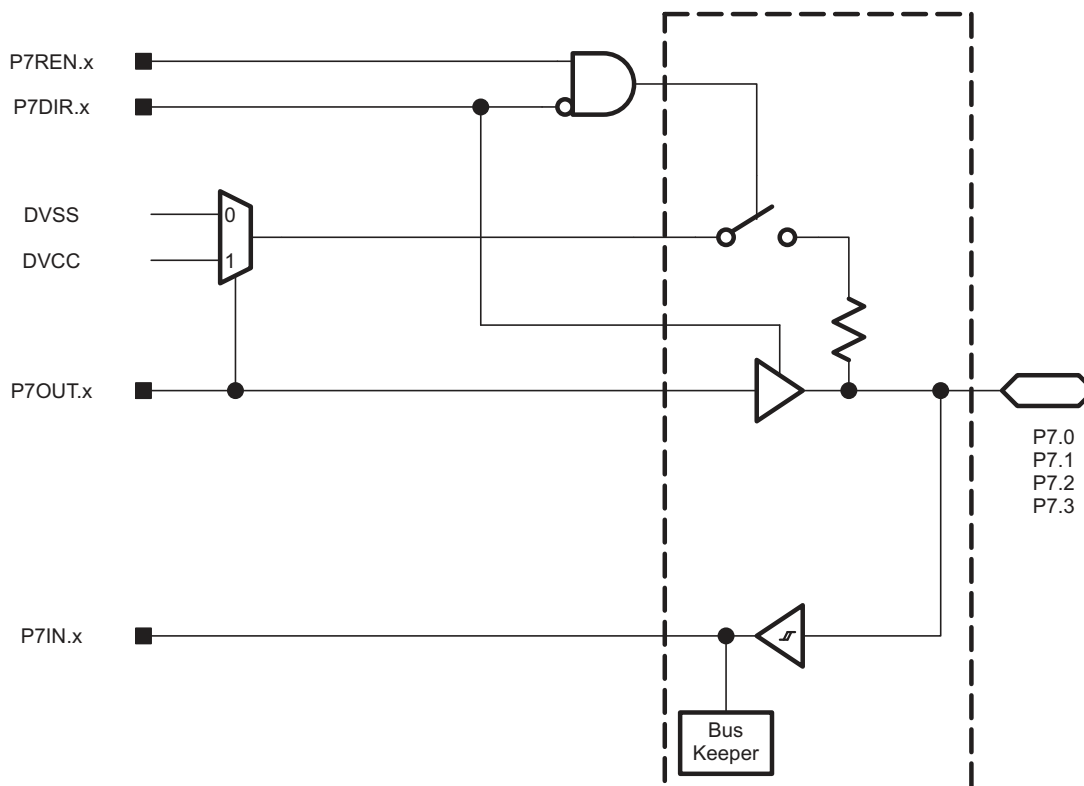 P7REN.x
P7DIR.x
DVSS
0
DVCC
1
P7OUT.x
P7.0
P7.1
P7.2
P7.3
P7IN.x
Bus
Keeper